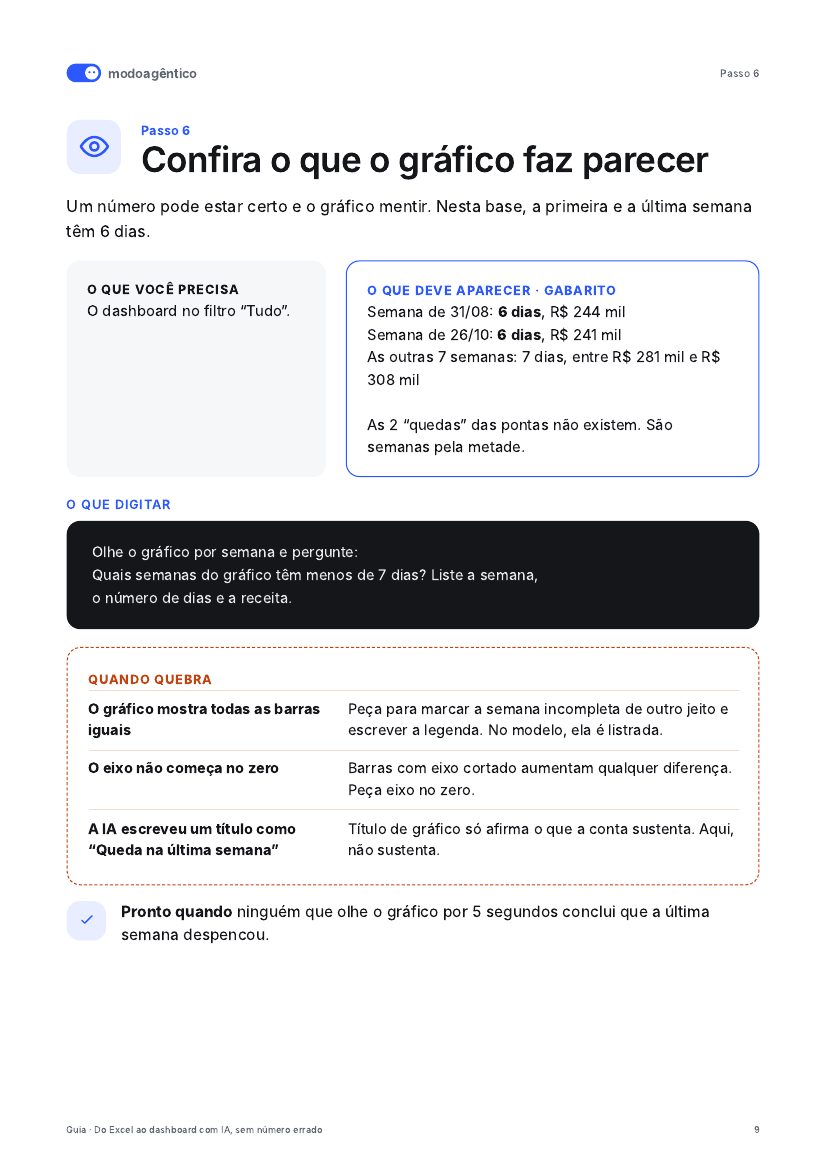 modoagêntico
Passo 6
Passo 6
Confira o que o gráfico faz parecer
Um número pode estar certo e o gráfico mentir. Nesta base, a primeira e a última semana
têm 6 dias.
O QUE VOCÊ PRECISA
O dashboard no filtro “Tudo”.
O QUE DEVE APARECER · GABARITO
Semana de 31/08: 6 dias, R$ 244 mil
Semana de 26/10: 6 dias, R$ 241 mil
As outras 7 semanas: 7 dias, entre R$ 281 mil e R$
308 mil
As 2 “quedas” das pontas não existem. São
semanas pela metade.
O QUE DIGITAR
Olhe o gráfico por semana e pergunte:
Quais semanas do gráfico têm menos de 7 dias? Liste a semana,
o número de dias e a receita.
QUANDO QUEBRA
O gráfico mostra todas as barras
iguais
Peça para marcar a semana incompleta de outro jeito e
escrever a legenda. No modelo, ela é listrada.
O eixo não começa no zero
Barras com eixo cortado aumentam qualquer diferença.
Peça eixo no zero.
A IA escreveu um título como
“Queda na última semana”
Título de gráfico só afirma o que a conta sustenta. Aqui,
não sustenta.
Pronto quando ninguém que olhe o gráfico por 5 segundos conclui que a última
semana despencou.
Guia · Do Excel ao dashboard com IA, sem número errado
9